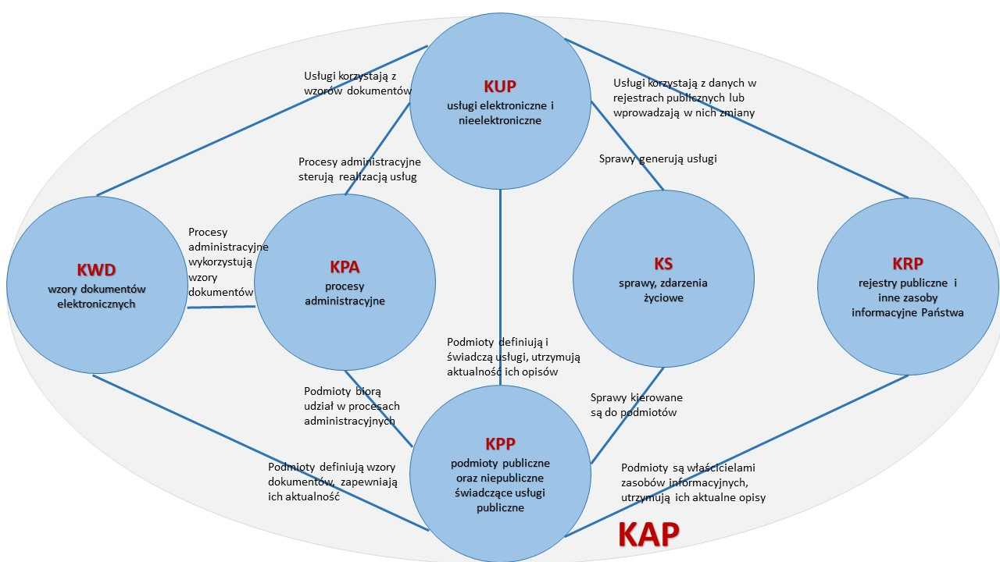 KUP
usługi elektroniczne i
nieelektroniczne
Usługi korzystają z
wzorów dokumentów
Usługi korzystają z danych w
rejestrach publicznych lub
wprowadzają w nich zmiany
Procesy administracyjne
sterują realizacją usług
Sprawy generują usługi
KWD
wzory dokumentów
elektronicznych
Procesy
administracyjne
wykorzystują
wzory
dokumentów
KPA
procesy
administracyjne
KS
sprawy, zdarzenia
życiowe
KRP
rejestry publiczne i
inne zasoby
informacyjne Państwa
Podmioty definiują i
świadczą usługi, utrzymują
aktualność ich opisów
Podmioty biorą
udział w procesach
administracyjnych
Sprawy kierowane
są do podmiotów
Podmioty definiują wzory
dokumentów, zapewniają
ich aktualność
KPP
podmioty publiczne
oraz niepubliczne
świadczące usługi
publiczne
Podmioty są właścicielami
zasobów informacyjnych,
utrzymują ich aktualne opisy
KAP